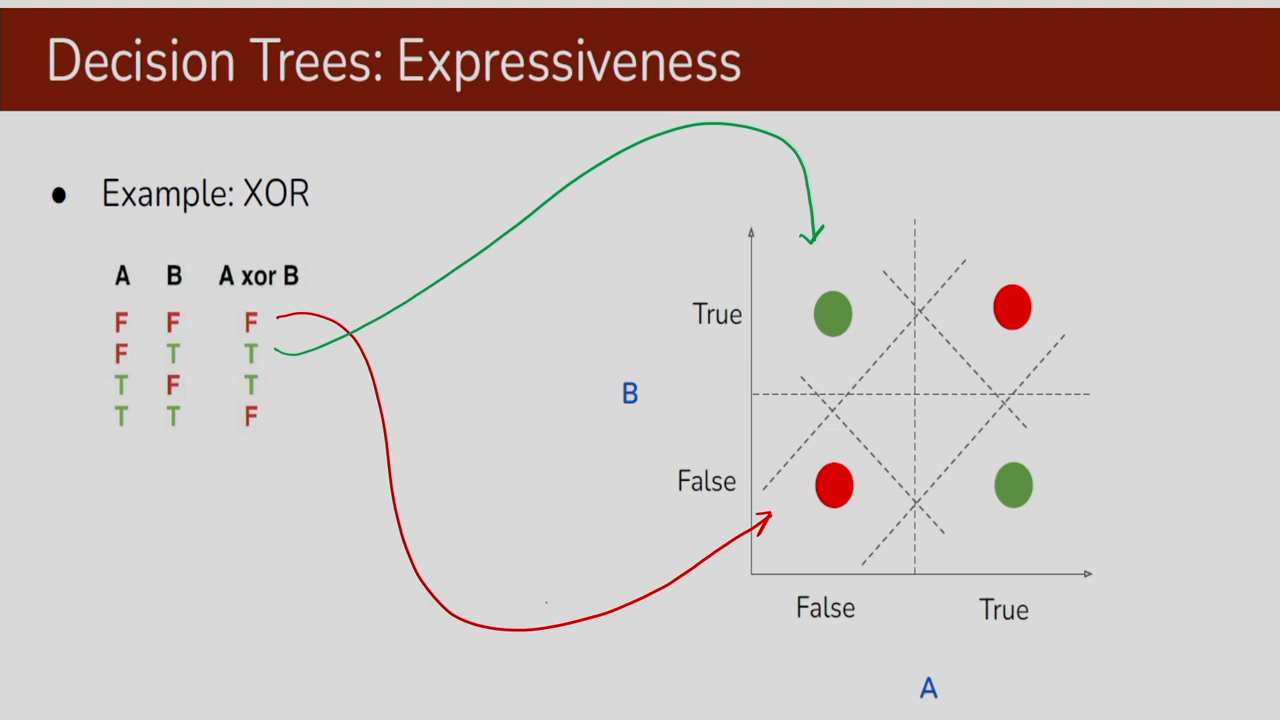 Decision Trees: Expressiveness
● Example: XOR
A B A xor B
F F F
F T T
T F T
T T F
True
B
False
False True
A